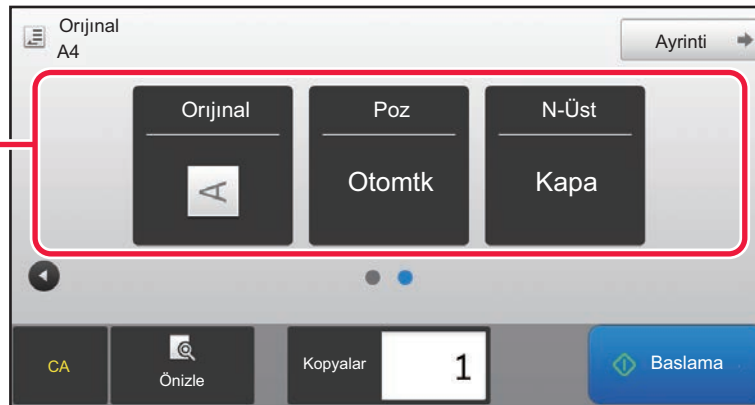 Orıjınal
A4
Ayrinti
Orıjınal
Poz
N-Üst
A
Otomtk
Kapa
CA
Önizle
Kopyalar
1
Baslama